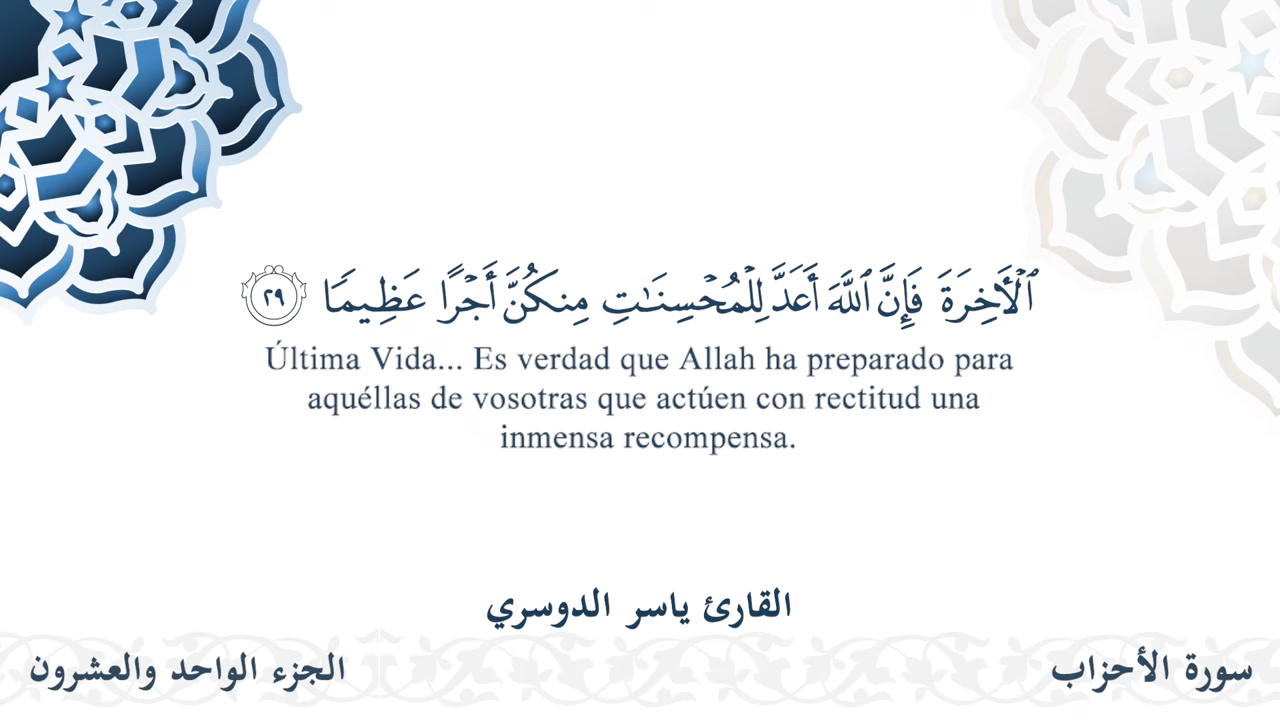 ٱلۡأٓخِرَةَ فَإِنَّ ٱللَّهَ أَعَدَّ لِلۡمُحۡسِنَٰتِ مِنكُنَّ أَجۡرًا عَظِيمٗا ٢٩
Última Vida... Es verdad que Allah ha preparado para
aquéllas de vosotras que actúen con rectitud una
inmensa recompensa.
القارئ ياسر الدوسري
سورة الأحزاب
الجزء الواحد والعشرون